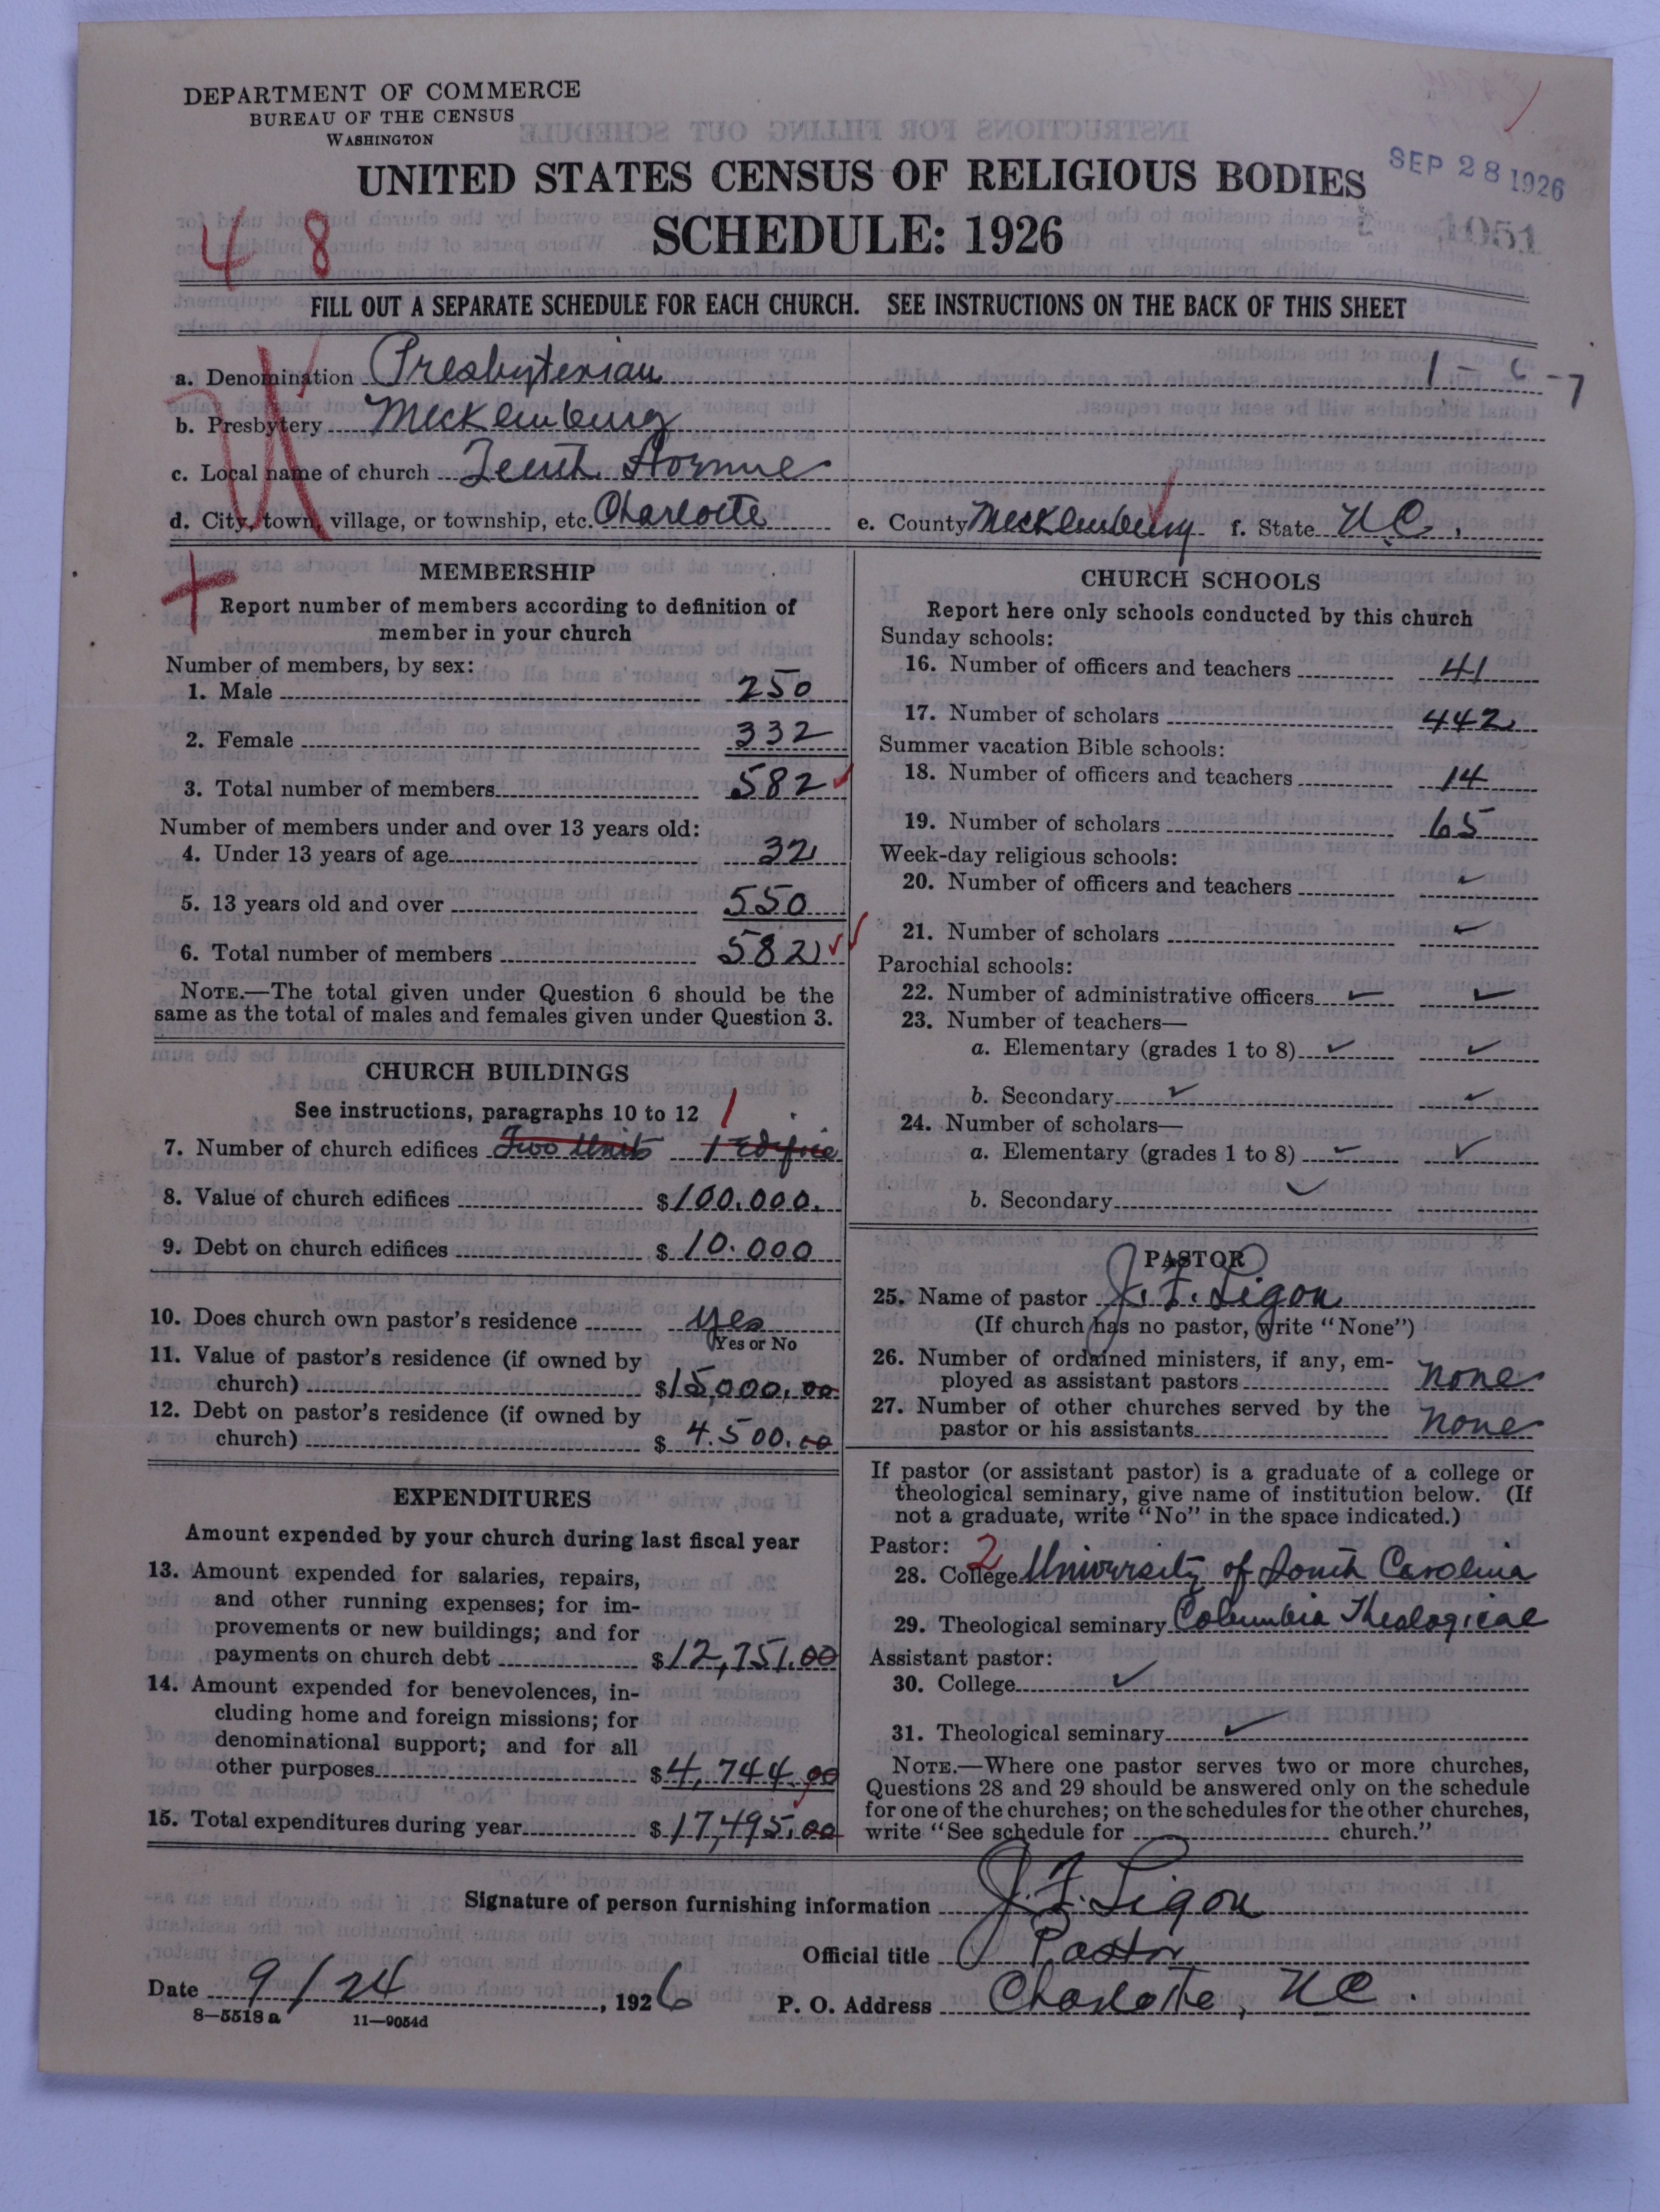 DEPARTMENT OF COMMERCE
BUREAU OF THE CENSUS
WASHINGTON
UNITED STATES CENSUS OF RELIGIOUS BODIES
SEP 28 1926
SCHEDULE: 1926
1051
4 8
FILL OUT A SEPARATE SCHEDULE FOR EACH CHURCH. SEE INSTRUCTIONS ON THE BACK OF THIS SHEET
a. Denomination Presbyterian
b. Presbytery Mecklenburg
c. Local name of church Tenth Avenue
d. City, town, village, or township, etc. Charlotte e. County Mecklenburg f. State N.C.
MEMBERSHIP
Report number of members according to definition of
member in your church
Number of members, by sex:
1. Male 250
2. Female 332
3. Total number of members 582
Number of members under and over 13 years old:
4. Under 13 years of age 32
5. 13 years old and over 550
6. Total number of members 582
NOTE.—The total given under Question 6 should be the
same as the total of males and females given under Question 3.
CHURCH BUILDINGS
See instructions, paragraphs 10 to 12
1
7. Number of church edifices Two Units 1 Edifice
8. Value of church edifices $100.000.
9. Debt on church edifices $ 10.000
10. Does church own pastor's residence yes
Yes or No
11. Value of pastor's residence (if owned by
church) $15,000.00
12. Debt on pastor's residence (if owned by
church) $ 4.500.00
EXPENDITURES
Amount expended by your church during last fiscal year
13. Amount expended for salaries, repairs,
and other running expenses; for im-
provements or new buildings; and for
payments on church debt $12,751.00
14. Amount expended for benevolences, in-
cluding home and foreign missions; for
denominational support; and for all
other purposes $4,744.00
15. Total expenditures during year $17,495.00
CHURCH SCHOOLS
Report here only schools conducted by this church
Sunday schools:
16. Number of officers and teachers 41
17. Number of scholars 442
Summer vacation Bible schools:
18. Number of officers and teachers 14
19. Number of scholars 65
Week-day religious schools:
20. Number of officers and teachers ✓
21. Number of scholars ✓
Parochial schools:
22. Number of administrative officers ✓ ✓
23. Number of teachers—
a. Elementary (grades 1 to 8) ✓ ✓
b. Secondary ✓ ✓
24. Number of scholars—
a. Elementary (grades 1 to 8) ✓ ✓
b. Secondary ✓
PASTOR
25. Name of pastor J. F. Ligon
(If church has no pastor, write "None")
26. Number of ordained ministers, if any, em-
ployed as assistant pastors none
27. Number of other churches served by the
pastor or his assistants none
If pastor (or assistant pastor) is a graduate of a college or
theological seminary, give name of institution below. (If
not a graduate, write "No" in the space indicated.)
Pastor: 2
28. College University of South Carolina
29. Theological seminary Columbia Theological
Assistant pastor:
30. College ✓
31. Theological seminary ✓
NOTE.—Where one pastor serves two or more churches,
Questions 28 and 29 should be answered only on the schedule
for one of the churches; on the schedules for the other churches,
write "See schedule for church."
Signature of person furnishing information J. F. Ligon
Official title Pastor
Date 9/24, 1926 P. O. Address Charlotte, N.C.
8—5518 a 11—9054d